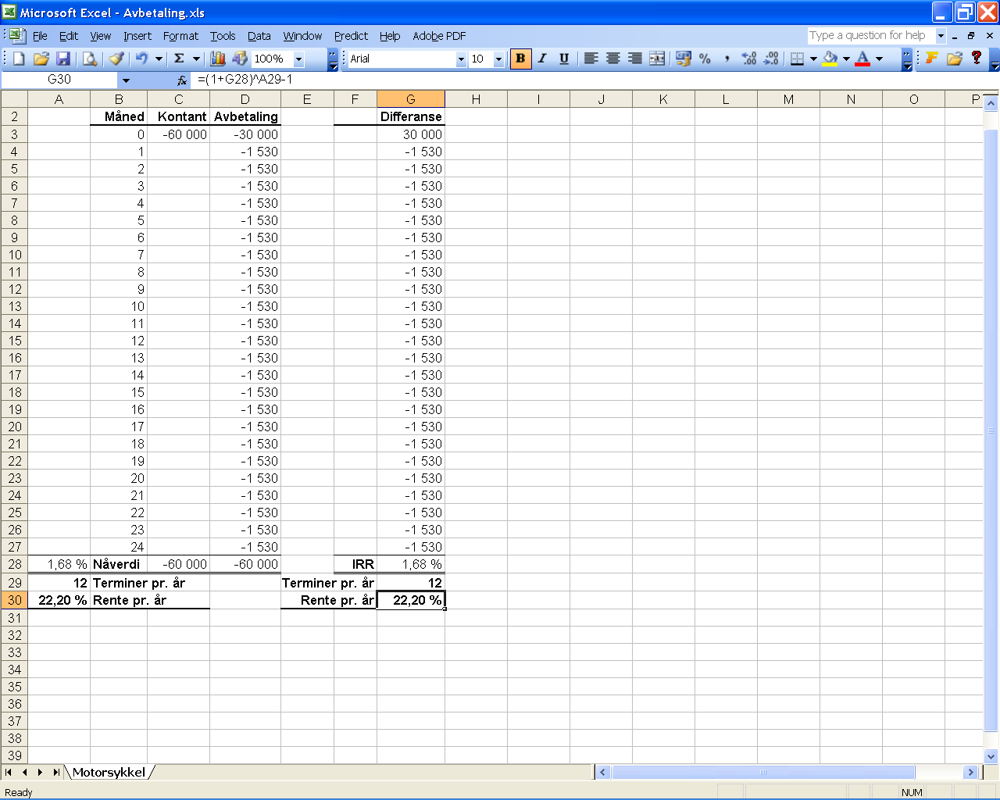 Microsoft Excel - Avbetaling.xls
File Edit View Insert Format Tools Data Window Predict Help Adobe PDF Type a question for help
100% Arial 10 B I U % , A F ?
G30 fx =(1+G28)^A29-1
A B C D E F G H I J K L M N O P
2 Måned Kontant Avbetaling Differanse
3 0 -60 000 -30 000 30 000
4 1 -1 530 -1 530
5 2 -1 530 -1 530
6 3 -1 530 -1 530
7 4 -1 530 -1 530
8 5 -1 530 -1 530
9 6 -1 530 -1 530
10 7 -1 530 -1 530
11 8 -1 530 -1 530
12 9 -1 530 -1 530
13 10 -1 530 -1 530
14 11 -1 530 -1 530
15 12 -1 530 -1 530
16 13 -1 530 -1 530
17 14 -1 530 -1 530
18 15 -1 530 -1 530
19 16 -1 530 -1 530
20 17 -1 530 -1 530
21 18 -1 530 -1 530
22 19 -1 530 -1 530
23 20 -1 530 -1 530
24 21 -1 530 -1 530
25 22 -1 530 -1 530
26 23 -1 530 -1 530
27 24 -1 530 -1 530
28 1,68 % Nåverdi -60 000 -60 000 IRR 1,68 %
29 12 Terminer pr. år Terminer pr. år 12
30 22,20 % Rente pr. år Rente pr. år 22,20 %
31
32
33
34
35
36
37
38
39
Motorsykkel
Ready NUM